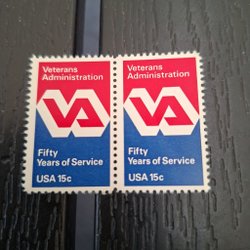 Veterans
Administration
VA
Fifty
Years of Service
USA 15c
Veterans
Administration
VA
Fifty
Years of Service
USA 15c